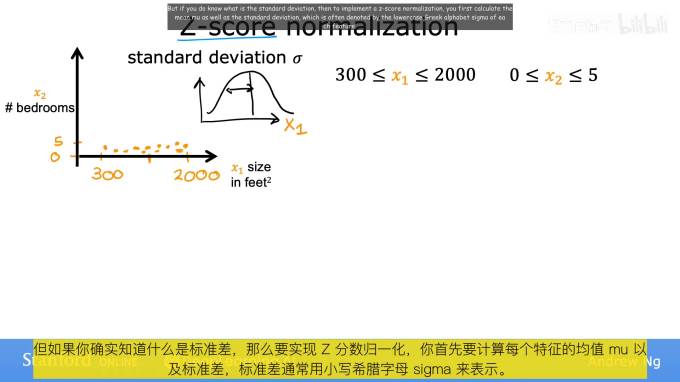 But if you do know what is the standard deviation, then to implement a z-score normalization, you first calculate the
mean mu as well as the standard deviation, which is often denoted by the lowercase Greek alphabet sigma of ea
ch feature.
Z-score normalization
bilibili
standard deviation σ
300 ≤ x₁ ≤ 2000
0 ≤ x₂ ≤ 5
x₂
# bedrooms
5
0
300
2000
x₁ size
in feet²
X1
但如果你确实知道什么是标准差，那么要实现 Z 分数归一化，你首先要计算每个特征的均值 mu 以
及标准差，标准差通常用小写希腊字母 sigma 来表示。
Stanford ONLINE
Andrew Ng